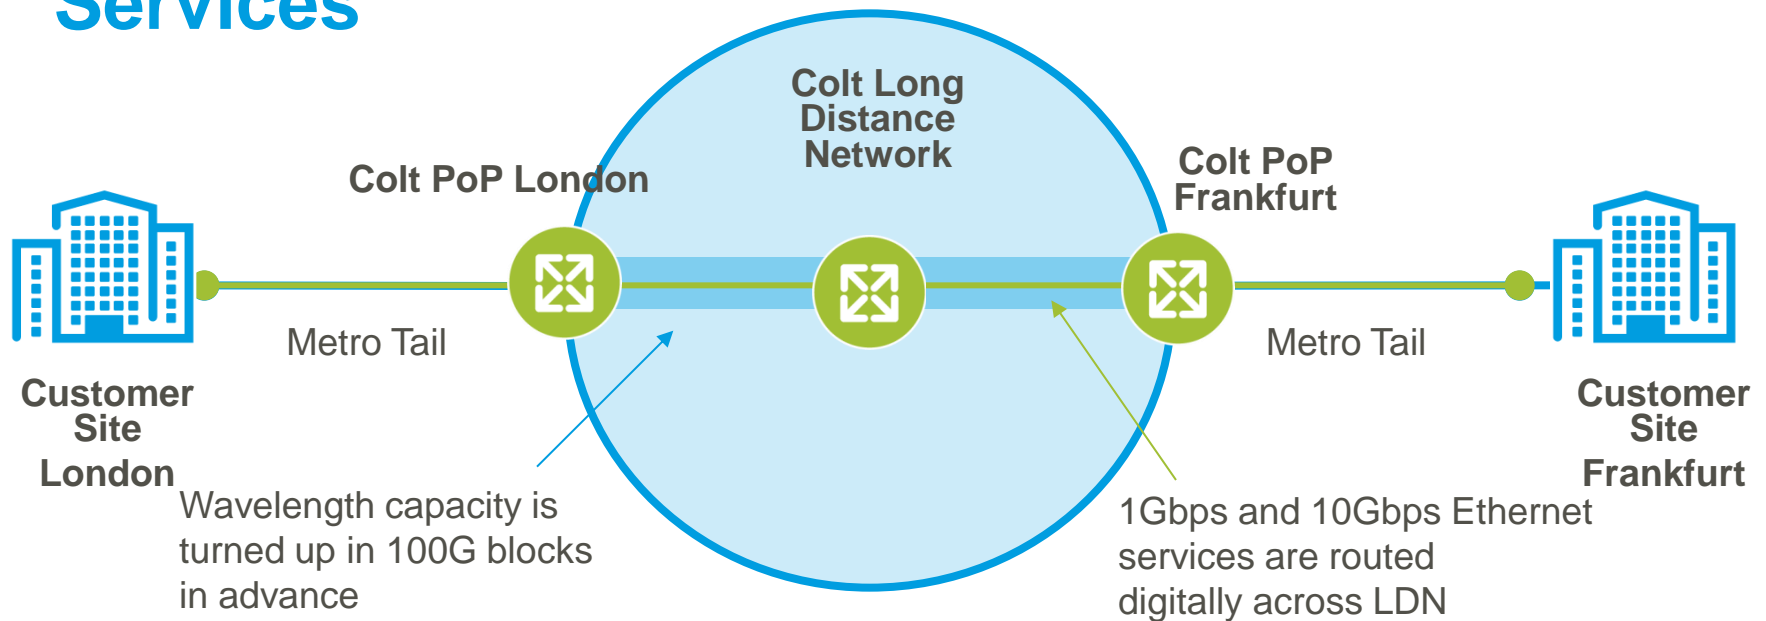 Services
Colt Long
Distance
Network
Colt PoP London
Colt PoP
Frankfurt
Metro Tail
Metro Tail
Customer
Site
London
Customer
Site
Frankfurt
Wavelength capacity is
turned up in 100G blocks
in advance
1Gbps and 10Gbps Ethernet
services are routed
digitally across LDN